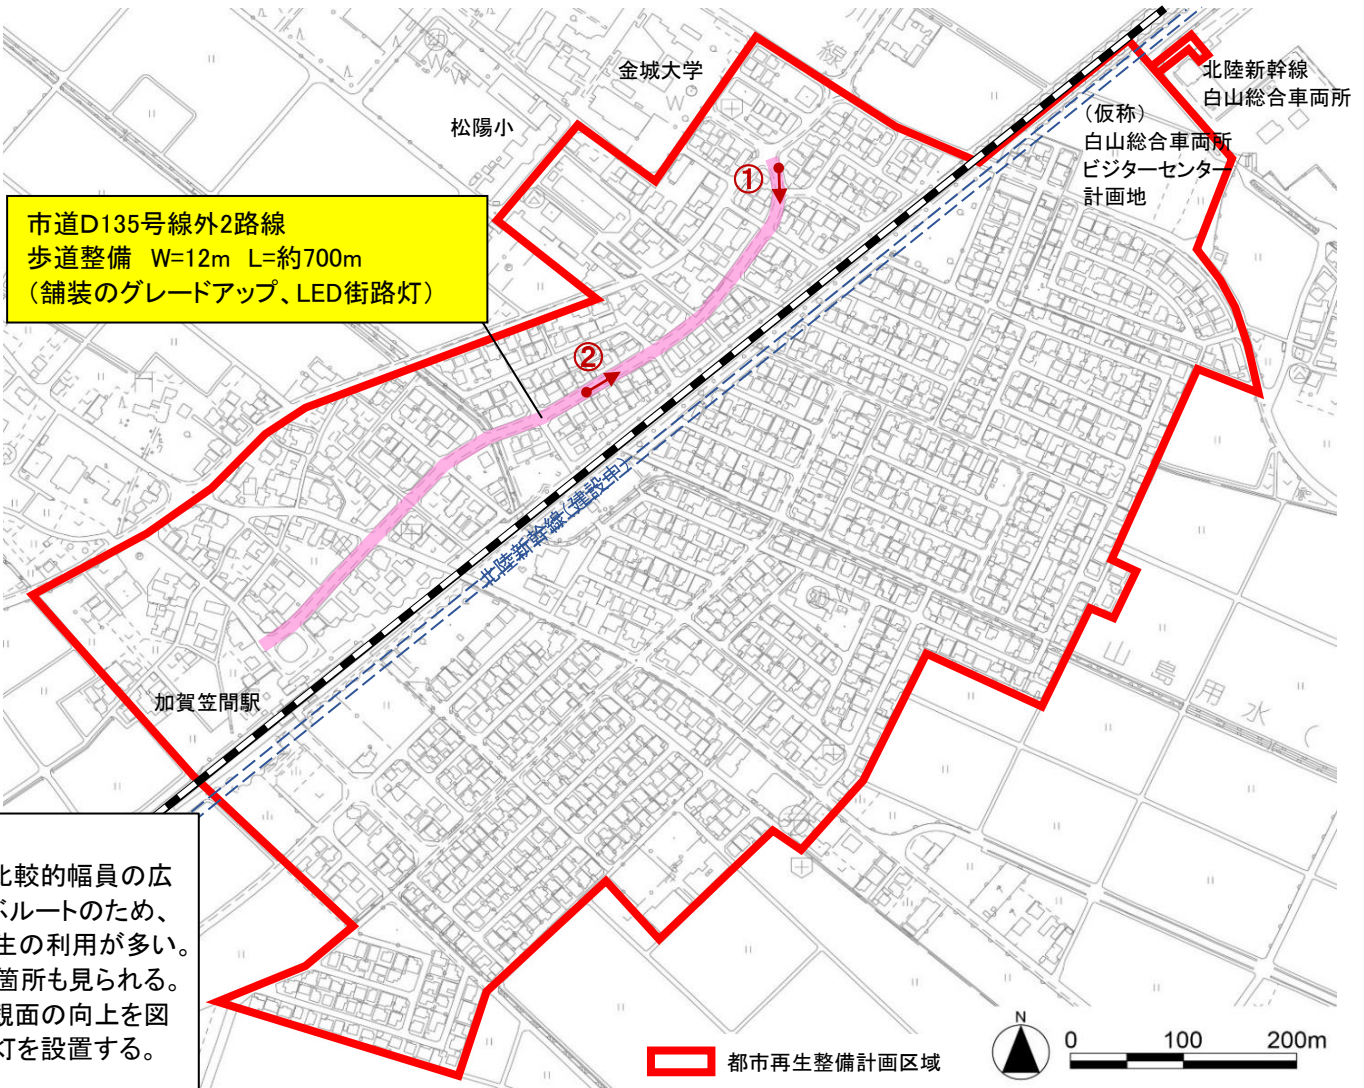 金城大学
松陽小
北陸新幹線
白山総合車両所
（仮称）
白山総合車両所
ビジターセンター
計画地
線
①
市道D135号線外2路線
歩道整備 W=12m L=約700m
（舗装のグレードアップ、LED街路灯）
②
北陸新幹線（建設中）
加賀笠間駅
山島用水
比較的幅員の広
ベルートのため、
生の利用が多い。
箇所も見られる。
観面の向上を図
灯を設置する。
都市再生整備計画区域
N
0 100 200m